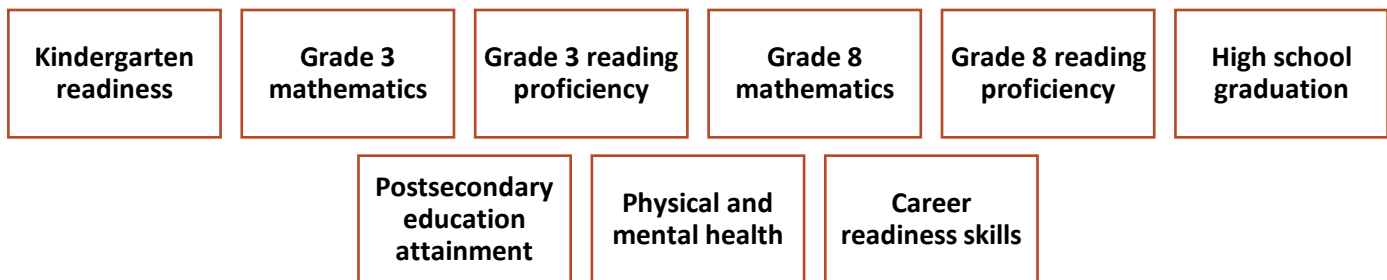 Kindergarten
readiness
Grade 3
mathematics
Grade 3 reading
proficiency
Grade 8
mathematics
Grade 8 reading
proficiency
High school
graduation
Postsecondary
education
attainment
Physical and
mental health
Career
readiness skills